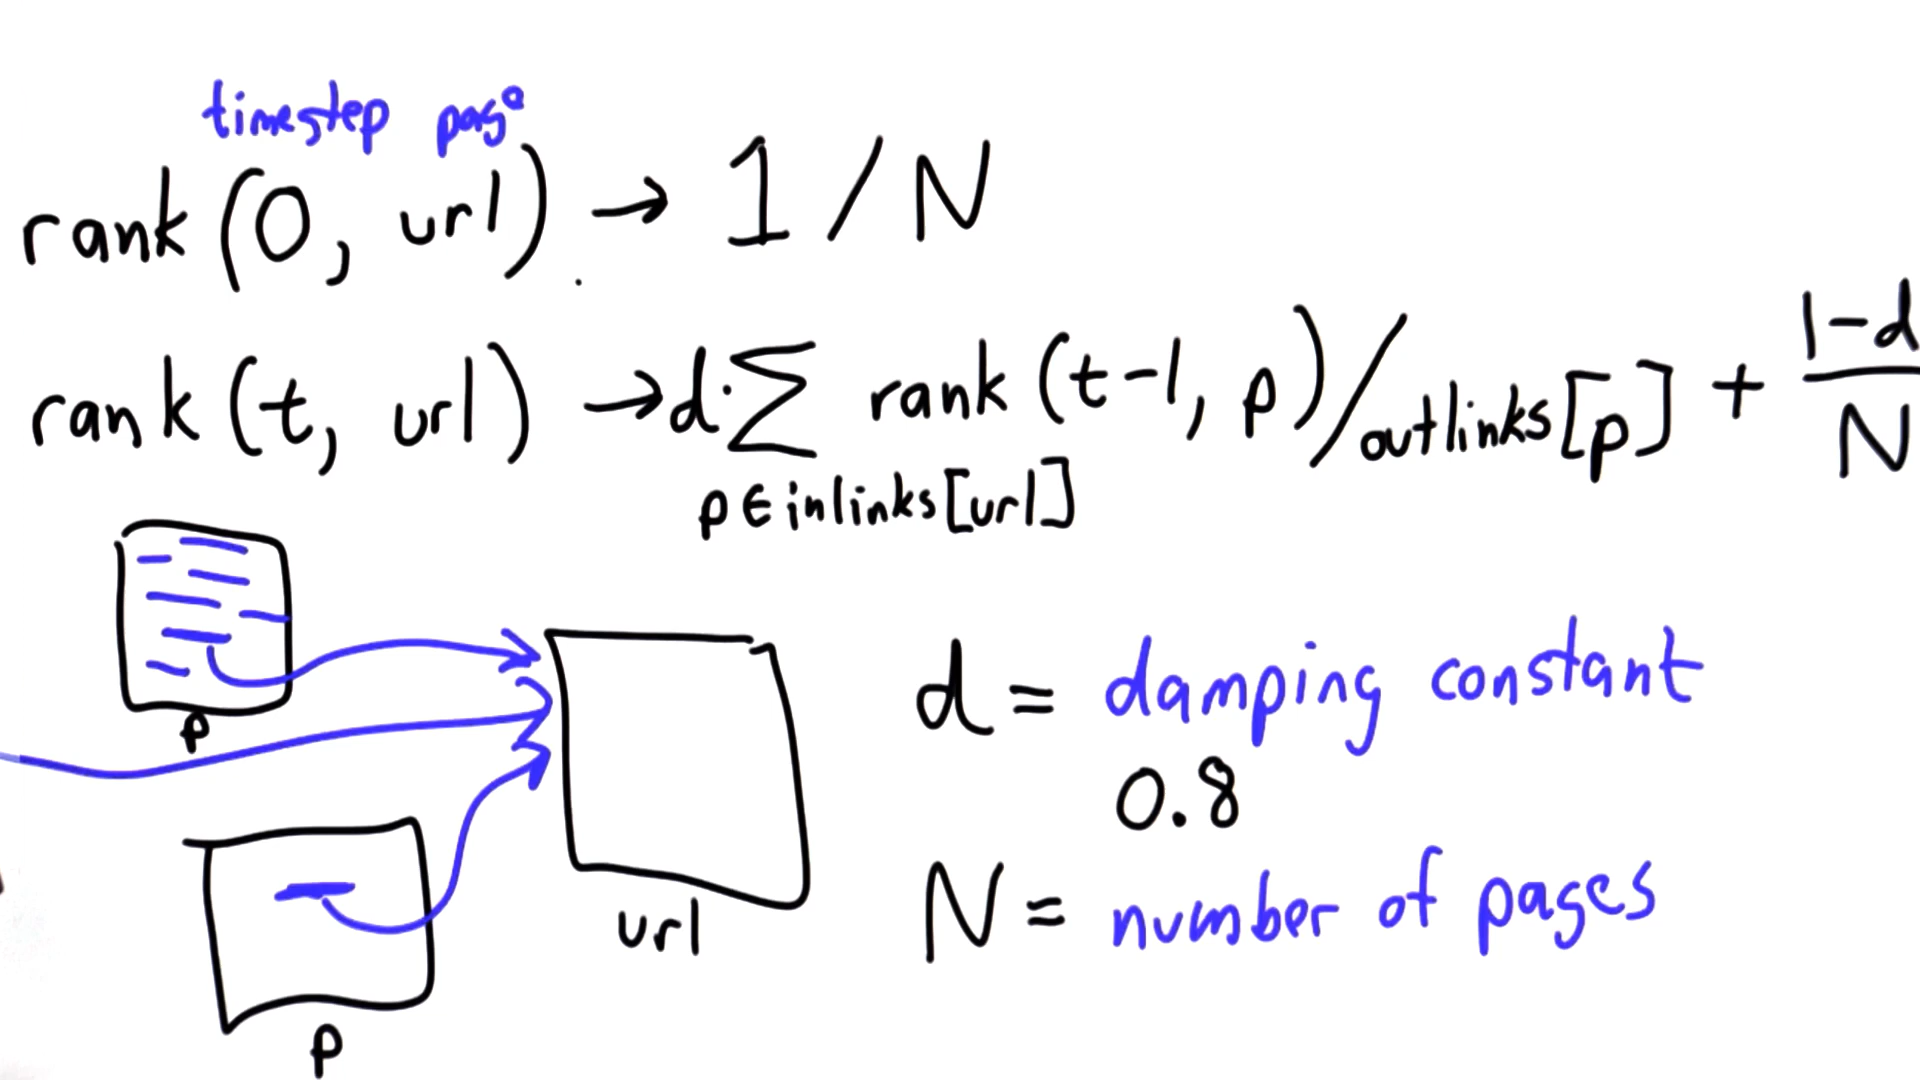 timestep page
rank (0, url) → 1 / N
rank (t, url) → d · ∑ rank (t-1, p) / outlinks [p] + 1-d / N
p ∈ inlinks [url]
p
url
p
d = damping constant
0.8
N = number of pages